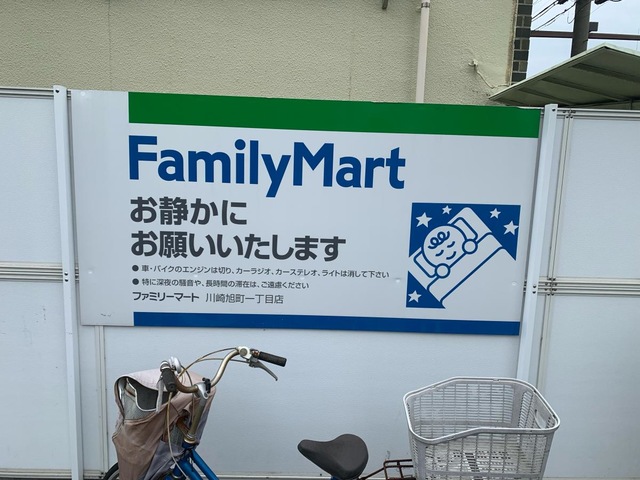 FamilyMart
お静かに
お願いいたします
● 車・バイクのエンジンは切り、カーラジオ、カーステレオ、ライトは消して下さい
● 特に深夜の騒音や、長時間の滞在は、ご遠慮ください
ファミリーマート 川崎旭町一丁目店